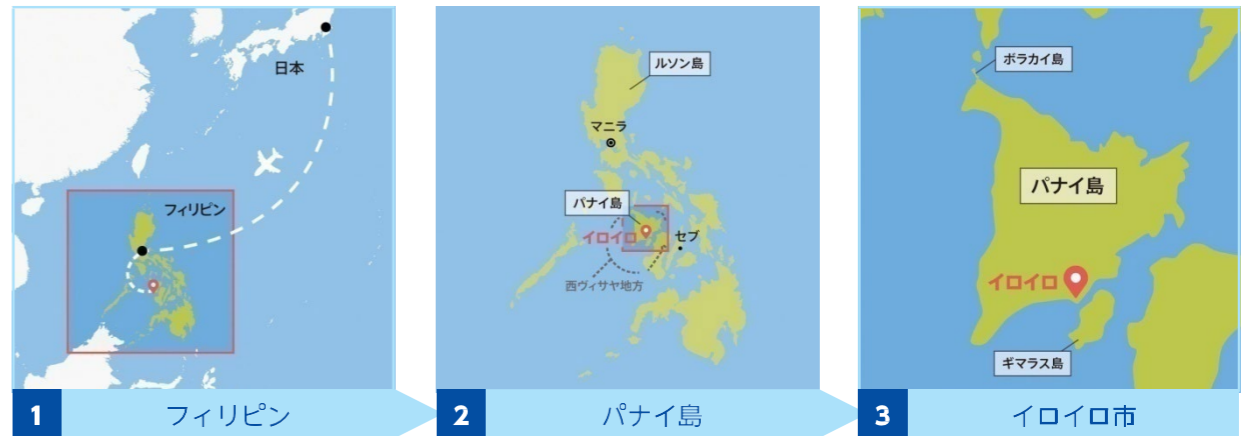 日本
フィリピン
1
フィリピン
ルソン島
マニラ
パナイ島
イロイロ
セブ
西ヴィサヤ地方
2
パナイ島
ボラカイ島
パナイ島
イロイロ
ギマラス島
3
イロイロ市